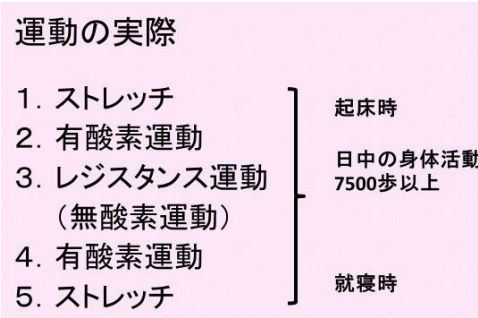 運動の実際
1．ストレッチ
2．有酸素運動
3．レジスタンス運動
（無酸素運動）
4．有酸素運動
5．ストレッチ
起床時
日中の身体活動
7500歩以上
就寝時